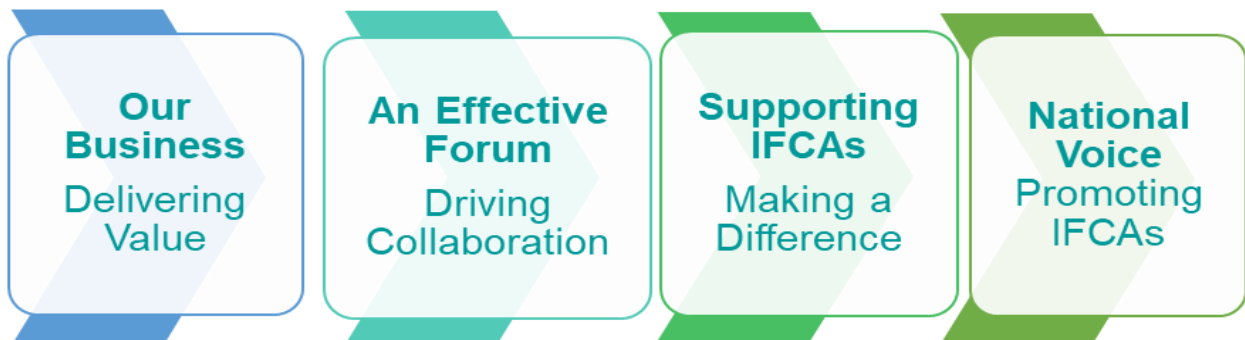 Our
Business
Delivering
Value
An Effective
Forum
Driving
Collaboration
Supporting
IFCAs
Making a
Difference
National
Voice
Promoting
IFCAs